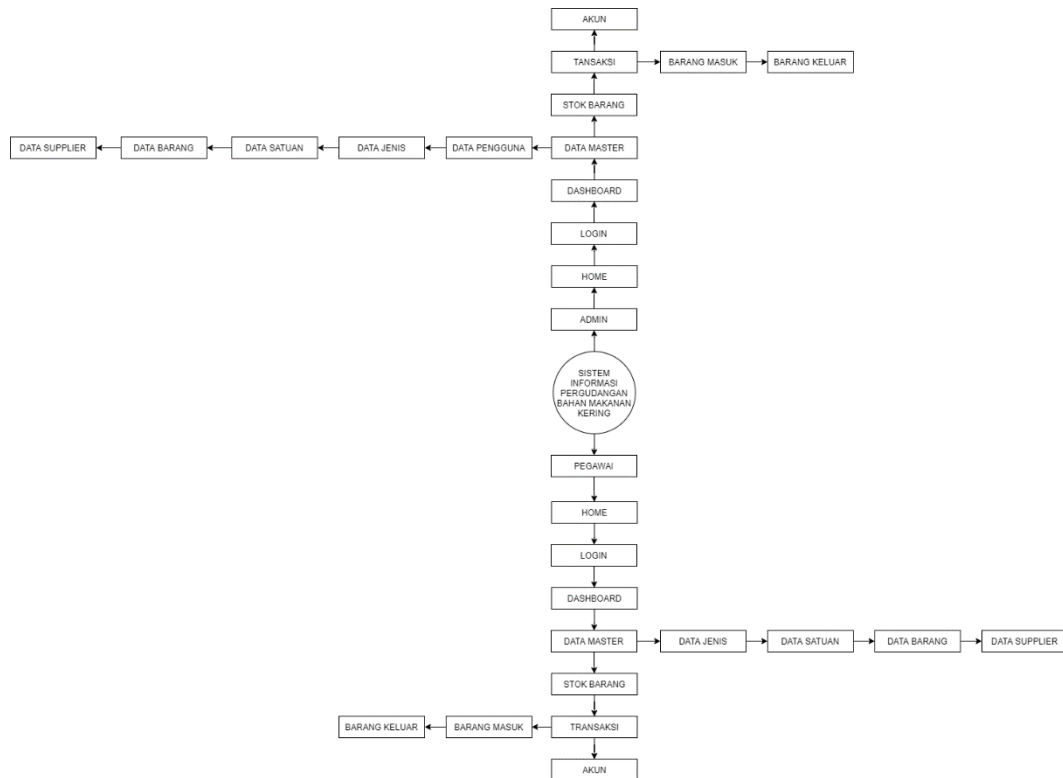 AKUN
TANSAKSI
BARANG MASUK
BARANG KELUAR
STOK BARANG
DATA SUPPLIER
DATA BARANG
DATA SATUAN
DATA JENIS
DATA PENGGUNA
DATA MASTER
DASHBOARD
LOGIN
HOME
ADMIN
SISTEM
INFORMASI
PERGUDANGAN
BAHAN MAKANAN
KERING
PEGAWAI
HOME
LOGIN
DASHBOARD
DATA MASTER
DATA JENIS
DATA SATUAN
DATA BARANG
DATA SUPPLIER
STOK BARANG
BARANG KELUAR
BARANG MASUK
TRANSAKSI
AKUN